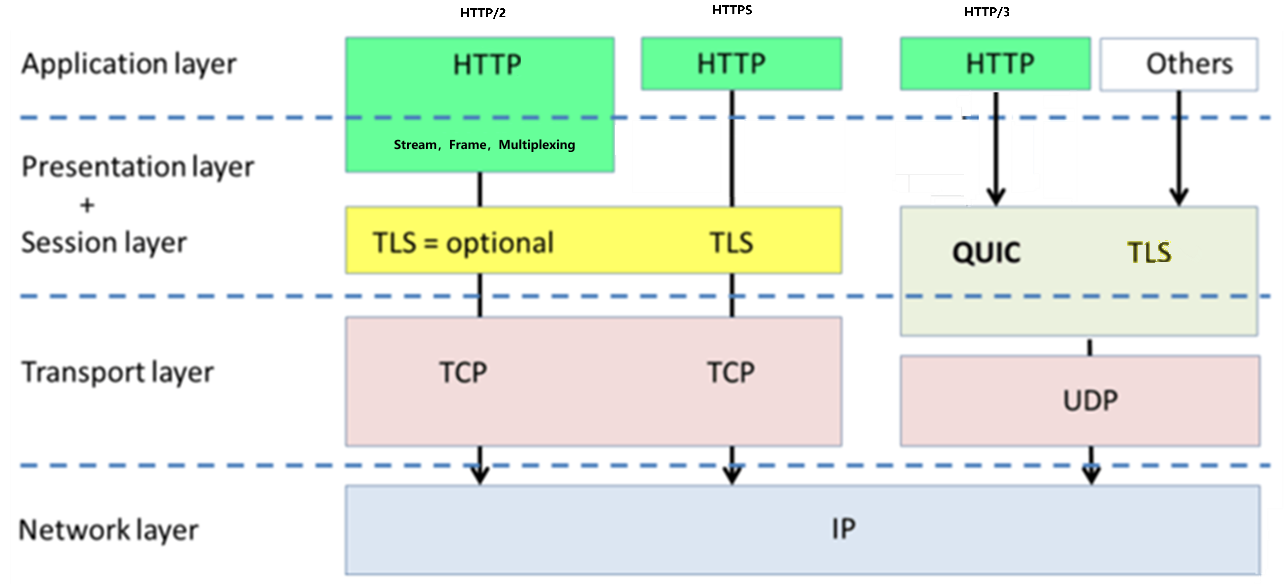 HTTP/2 HTTPS HTTP/3
Application layer HTTP HTTP HTTP Others
Stream, Frame, Multiplexing
Presentation layer
+
Session layer TLS = optional TLS QUIC TLS
Transport layer TCP TCP UDP
Network layer IP